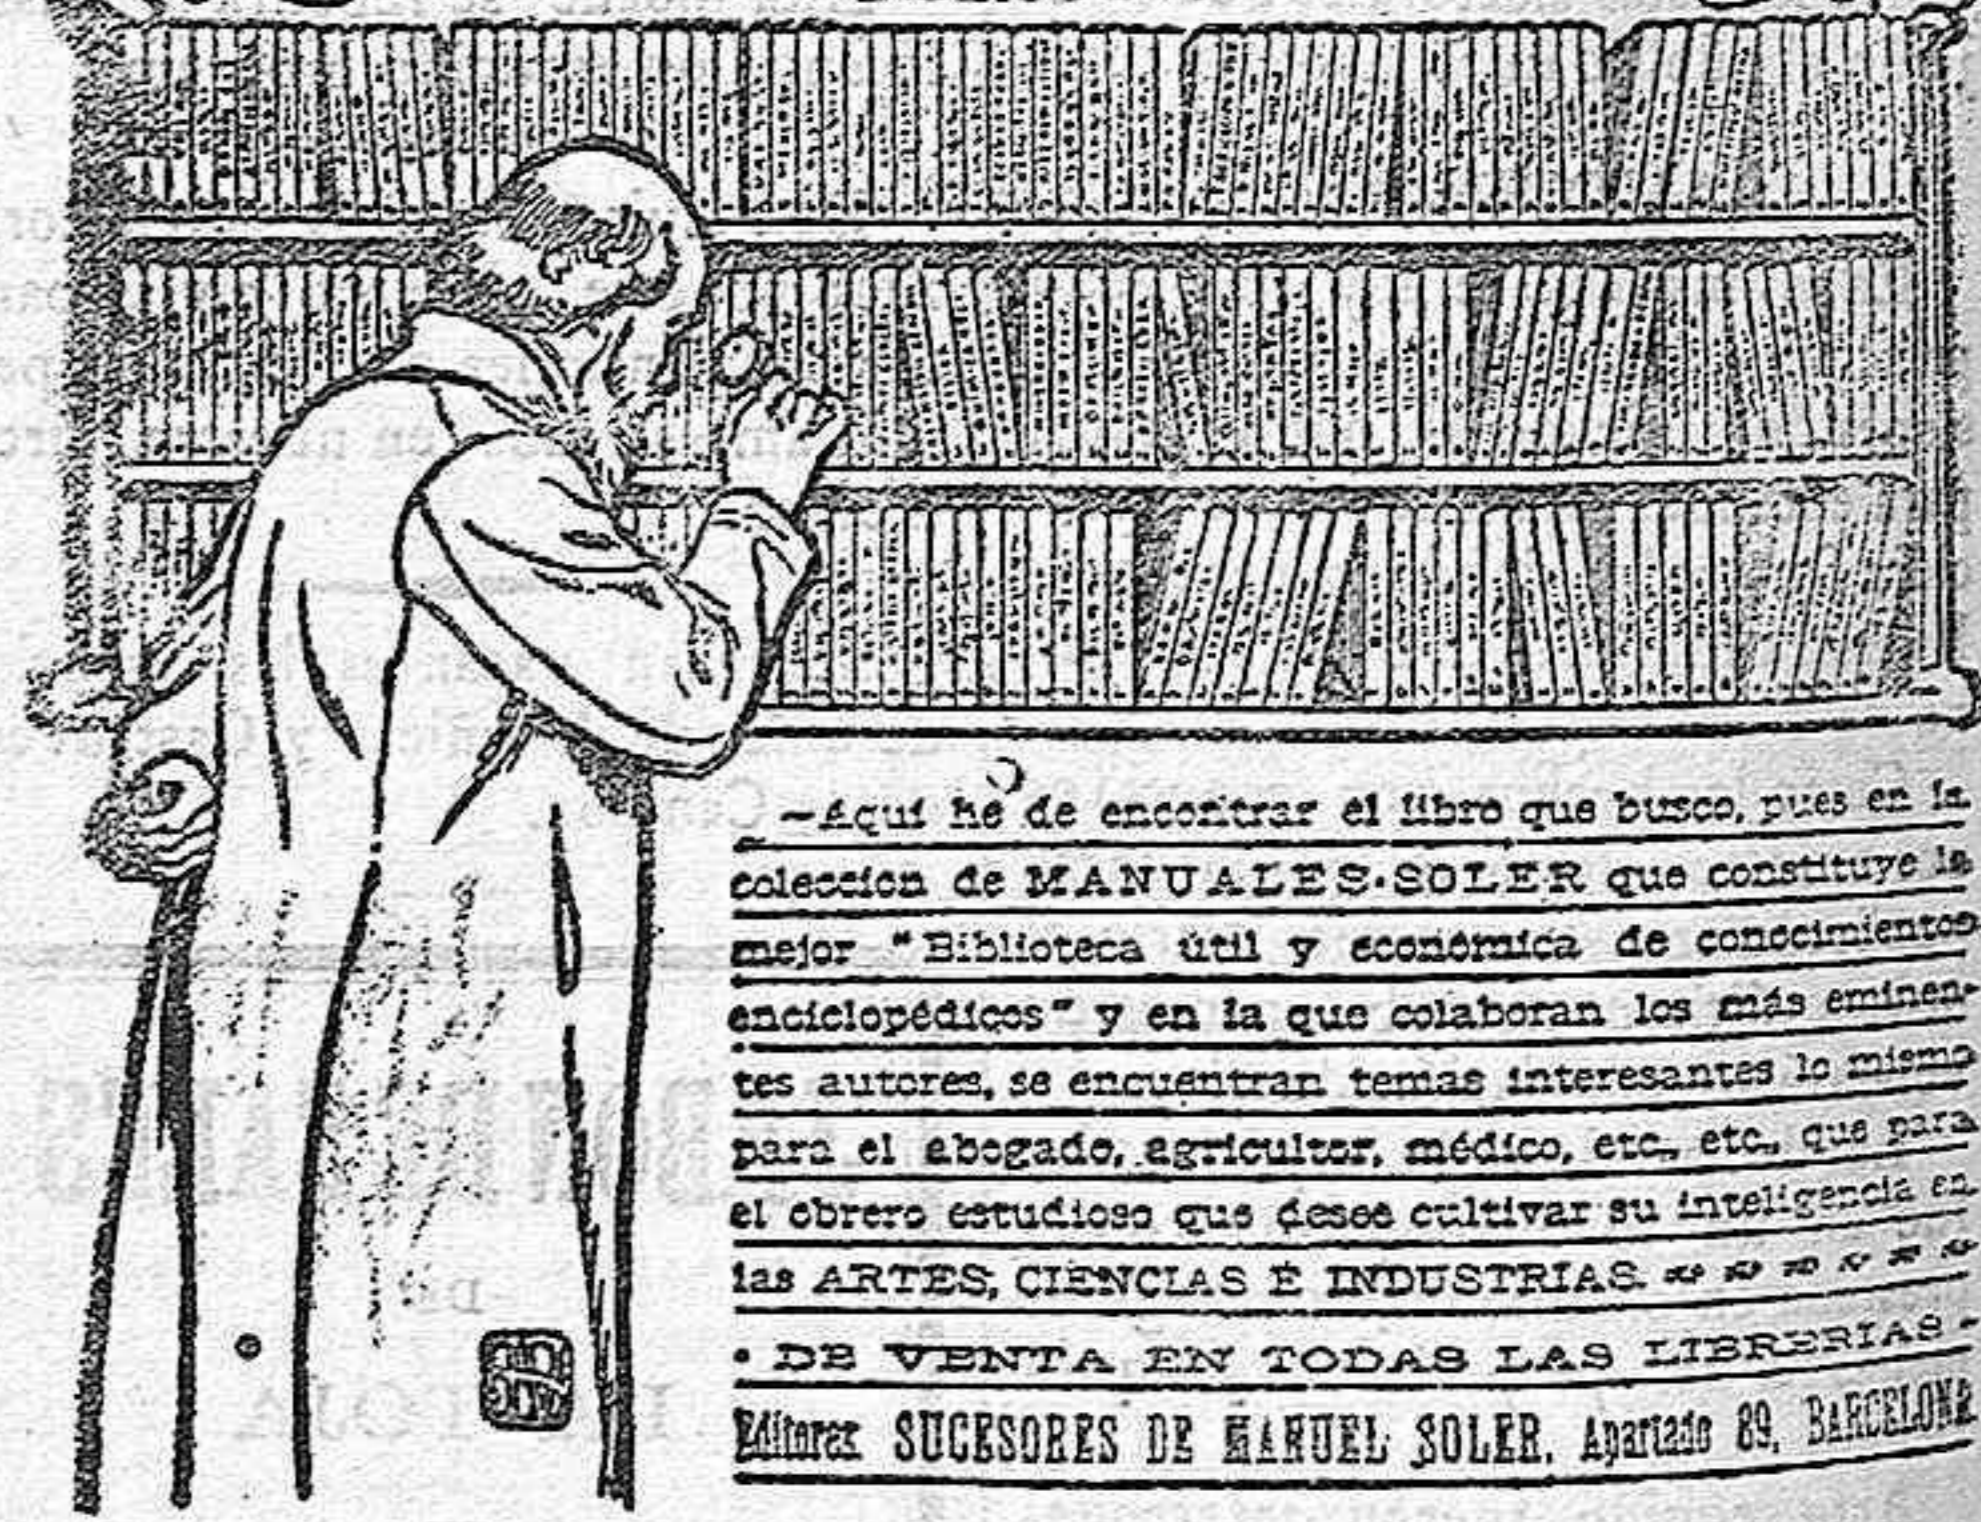 —Aquí he de encontrar el libro que busco, pues en la
colección de MANUALES-SOLER que constituye la
mejor "Biblioteca útil y económica de conocimientos
enciclopédicos" y en la que colaboran los más eminen-
tes autores, se encuentran temas interesantes lo mismo
para el abogado, agricultor, médico, etc., etc., que para
el obrero estudioso que desee cultivar su inteligencia en
las ARTES, CIENCIAS É INDUSTRIAS.
• DE VENTA EN TODAS LAS LIBRERIAS -
Editores: SUCESORES DE MANUEL SOLER. Apartado 89, BARCELONA